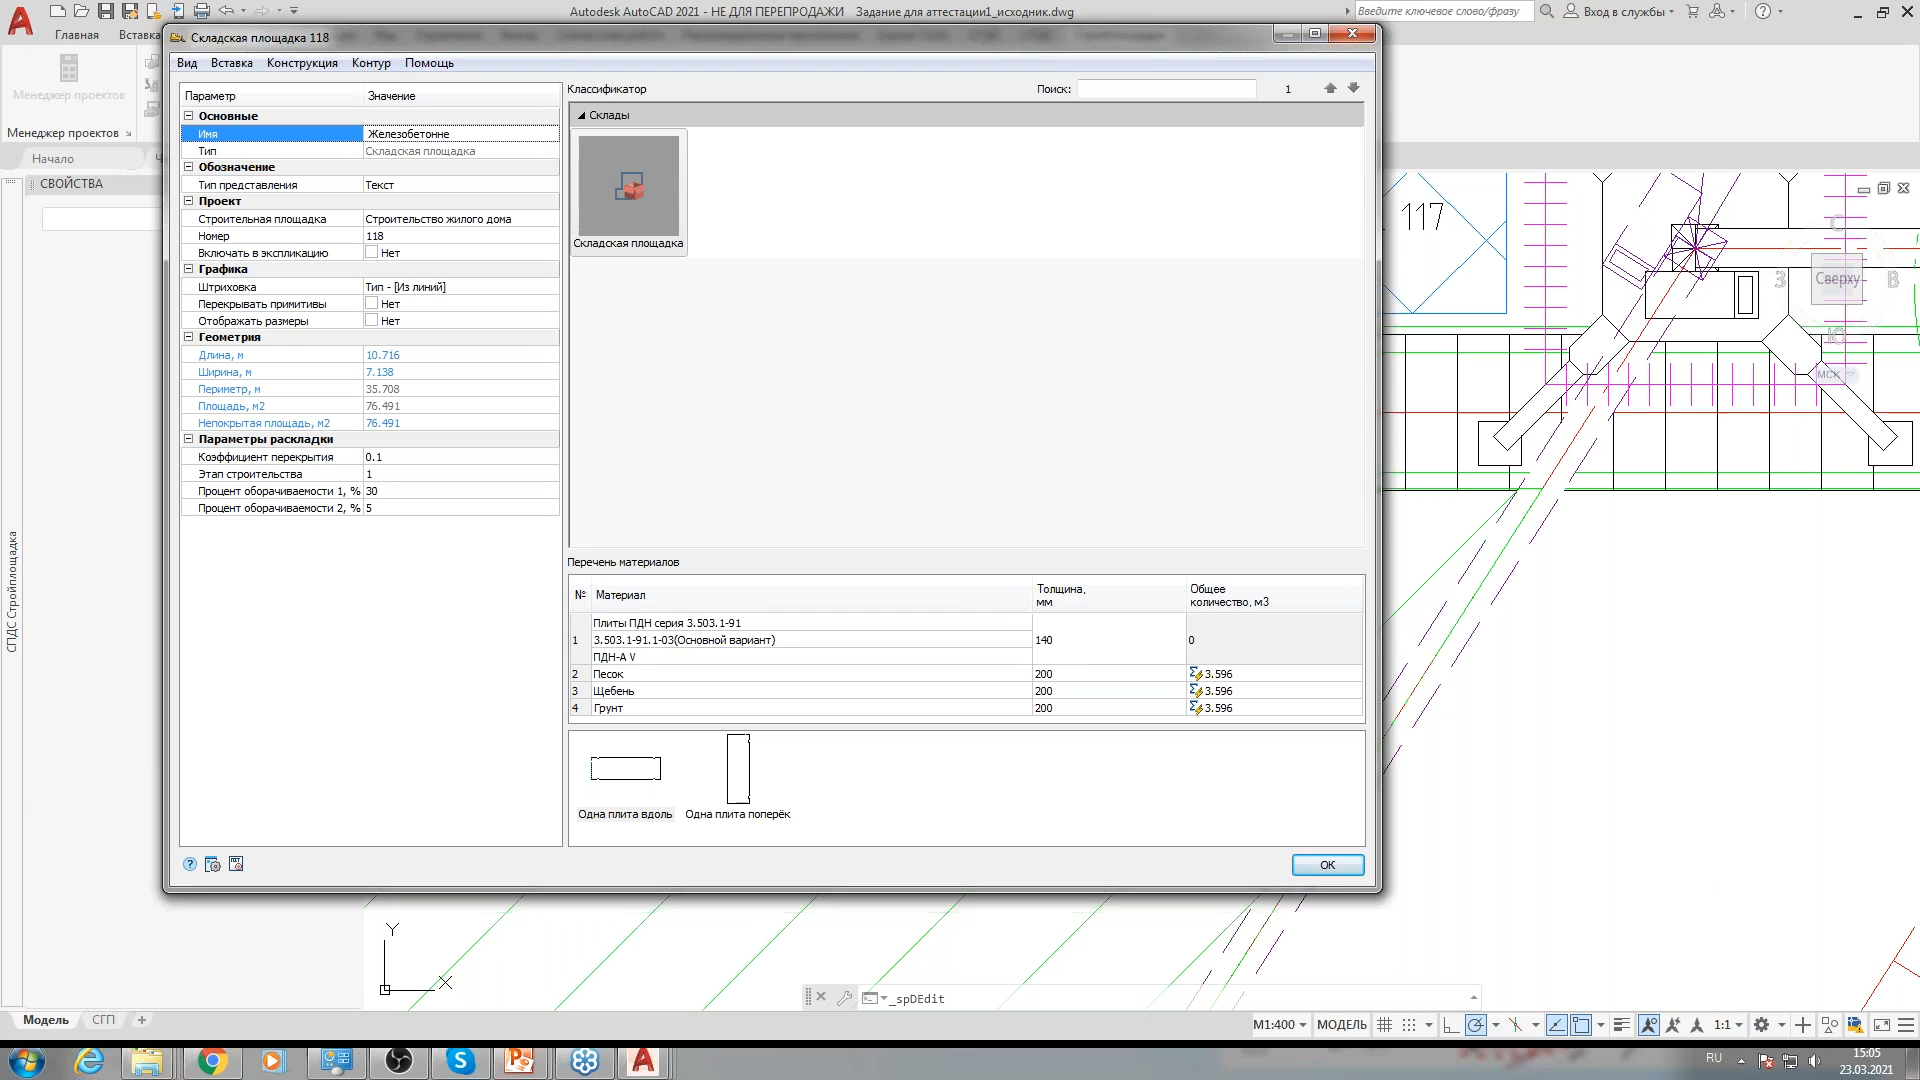 Autodesk AutoCAD 2021 - НЕ ДЛЯ ПЕРЕПРОДАЖИ Задание для аттестации1_исходник.dwg
Введите ключевое слово/фразу
Вход в службы
Главная
Вставка
Складская площадка 118
Менеджер проектов
Менеджер проектов
Начало
СВОЙСТВА
СПДС Стройплощадка
Вид Вставка Конструкция Контур Помощь
Параметр Значение
Основные
Имя Железобетонне
Тип Складская площадка
Обозначение
Тип представления Текст
Проект
Строительная площадка Строительство жилого дома
Номер 118
Включать в экспликацию Нет
Графика
Штриховка Тип - [Из линий]
Перекрывать примитивы Нет
Отображать размеры Нет
Геометрия
Длина, м 10.716
Ширина, м 7.138
Периметр, м 35.708
Площадь, м2 76.491
Непокрытая площадь, м2 76.491
Параметры раскладки
Коэффициент перекрытия 0.1
Этап строительства 1
Процент оборачиваемости 1, % 30
Процент оборачиваемости 2, % 5
Классификатор
Поиск:
1
Склады
Складская площадка
Перечень материалов
№ Материал Толщина, мм Общее количество, м3
1 Плиты ПДН серия 3.503.1-91
3.503.1-91.1-03(Основной вариант) 140 0
ПДН-A V
2 Песок 200 3.596
3 Щебень 200 3.596
4 Грунт 200 3.596
Одна плита вдоль
Одна плита поперёк
OK
117
С
З
Сверху
В
Ю
МСК
Y
X
_spDEdit
Модель СГП +
М1:400 МОДЕЛЬ 1:1
RU
15:05
23.03.2021